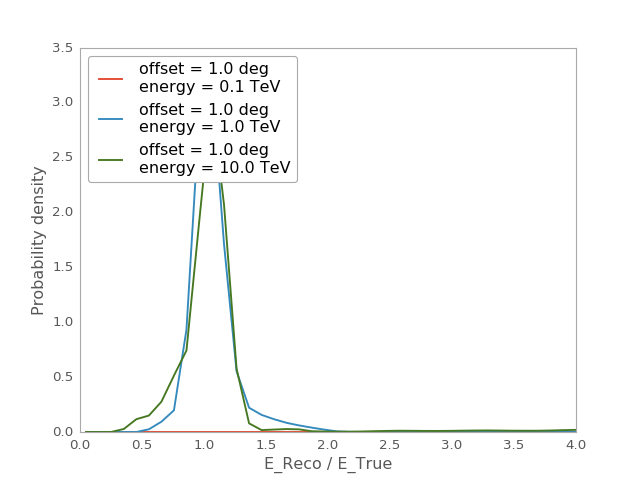 offset = 1.0 deg
energy = 0.1 TeV
offset = 1.0 deg
energy = 1.0 TeV
offset = 1.0 deg
energy = 10.0 TeV
3.5
3.0
2.5
2.0
1.5
1.0
0.5
0.0
Probability density
0.0 0.5 1.0 1.5 2.0 2.5 3.0 3.5 4.0
E_Reco / E_True